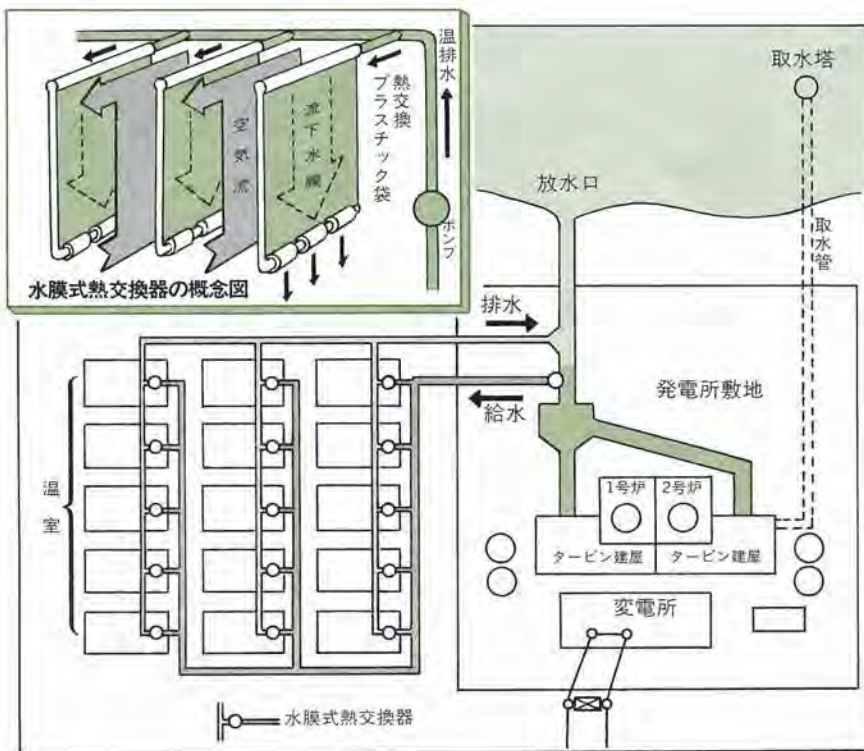 温排水
熱交換
プラスチック袋
流下水膜
空気流
ポンプ
水膜式熱交換器の概念図
取水塔
放水口
取水管
排水
給水
発電所敷地
温室
1号炉
2号炉
タービン建屋
タービン建屋
変電所
水膜式熱交換器